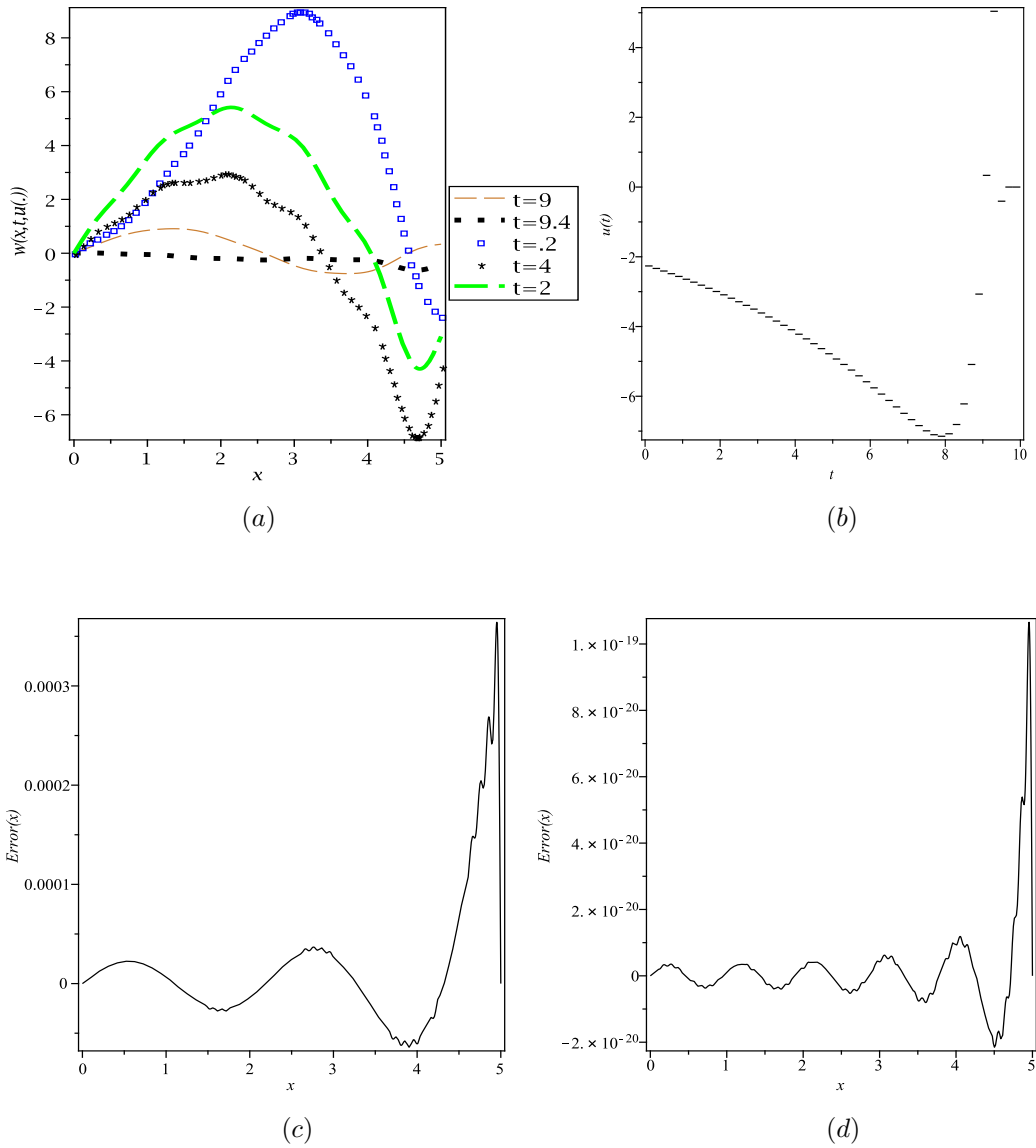 w(x,t,u(.))
8
6
4
2
0
−2
−4
−6
0 1 2 3 4 5
x
t=9
t=9.4
t=.2
t=4
t=2
(a)
u(t)
4
2
0
−2
−4
−6
0 2 4 6 8 10
t
(b)
Error(x)
0.0003
0.0002
0.0001
0
0 1 2 3 4 5
x
(c)
Error(x)
1. × 10⁻¹⁹
8. × 10⁻²⁰
6. × 10⁻²⁰
4. × 10⁻²⁰
2. × 10⁻²⁰
0
−2. × 10⁻²⁰
0 1 2 3 4 5
x
(d)